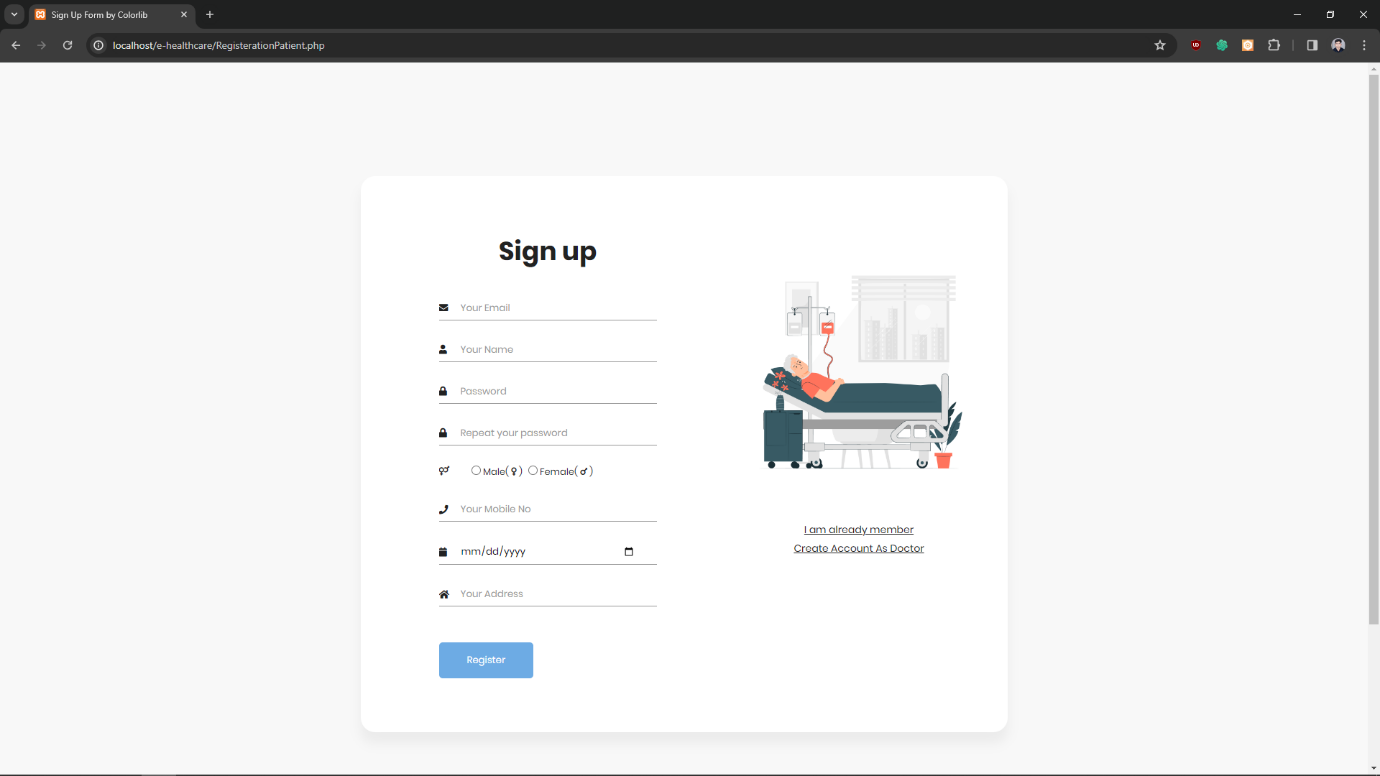 Sign Up Form by Colorlib
localhost/e-healthcare/RegisterationPatient.php
Sign up
Your Email
Your Name
Password
Repeat your password
Male(♀) Female(♂)
Your Mobile No
mm/dd/yyyy
Your Address
Register
I am already member
Create Account As Doctor